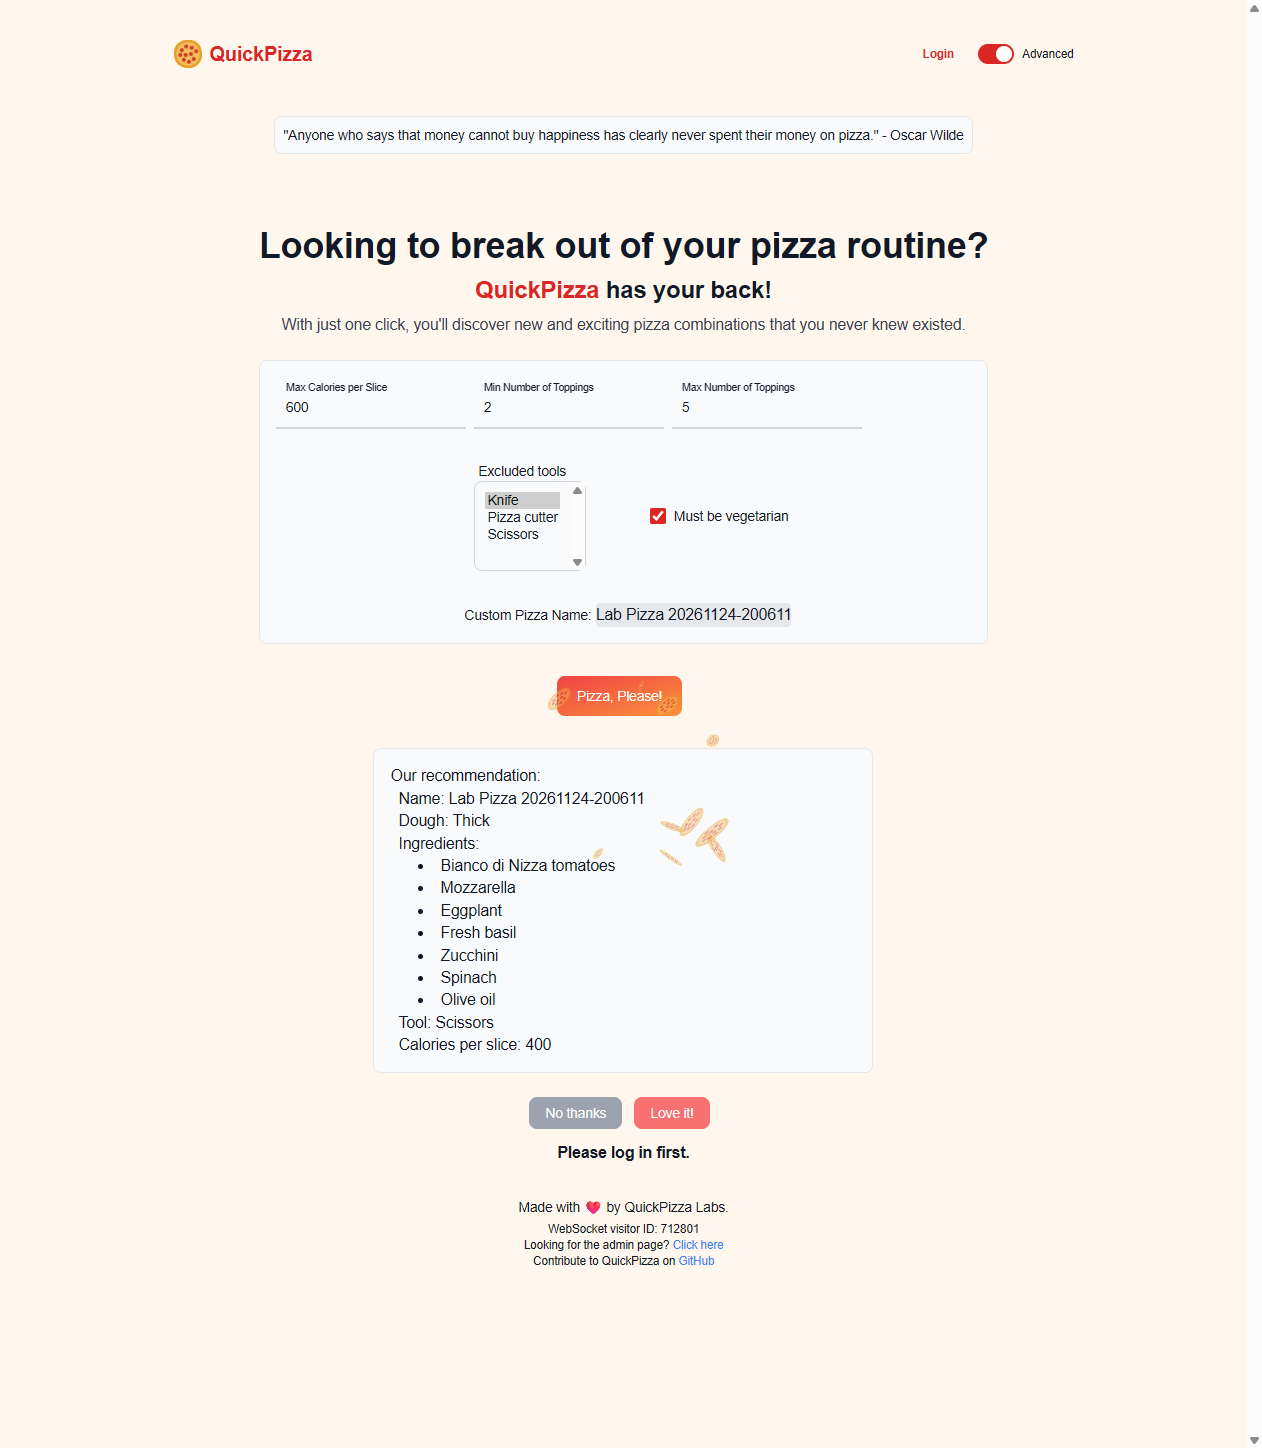 QuickPizza
Login
Advanced
"Anyone who says that money cannot buy happiness has clearly never spent their money on pizza." - Oscar Wilde
Looking to break out of your pizza routine?
QuickPizza has your back!
With just one click, you'll discover new and exciting pizza combinations that you never knew existed.
Max Calories per Slice
600
Min Number of Toppings
2
Max Number of Toppings
5
Excluded tools
Knife
Pizza cutter
Scissors
Must be vegetarian
Custom Pizza Name: Lab Pizza 20261124-200611
Pizza, Please!
Our recommendation:
Name: Lab Pizza 20261124-200611
Dough: Thick
Ingredients:
Bianco di Nizza tomatoes
Mozzarella
Eggplant
Fresh basil
Zucchini
Spinach
Olive oil
Tool: Scissors
Calories per slice: 400
No thanks
Love it!
Please log in first.
Made with by QuickPizza Labs.
WebSocket visitor ID: 712801
Looking for the admin page? Click here
Contribute to QuickPizza on GitHub